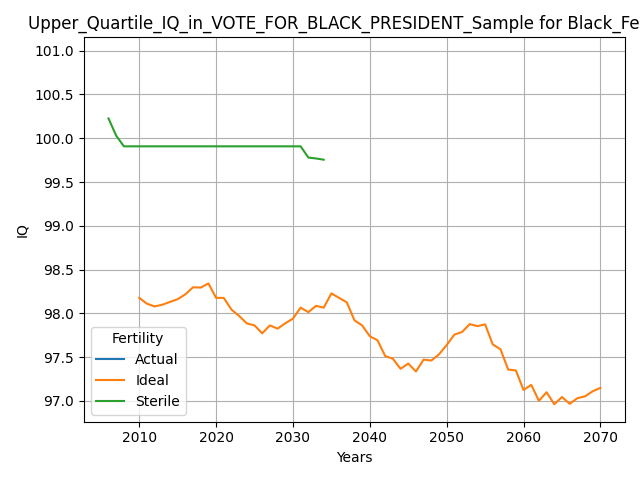 Upper_Quartile_IQ_in_VOTE_FOR_BLACK_PRESIDENT_Sample for Black_Fe
101.0
100.5
100.0
99.5
99.0
98.5
98.0
97.5
97.0
IQ
Fertility
Actual
Ideal
Sterile
2010 2020 2030 2040 2050 2060 2070
Years